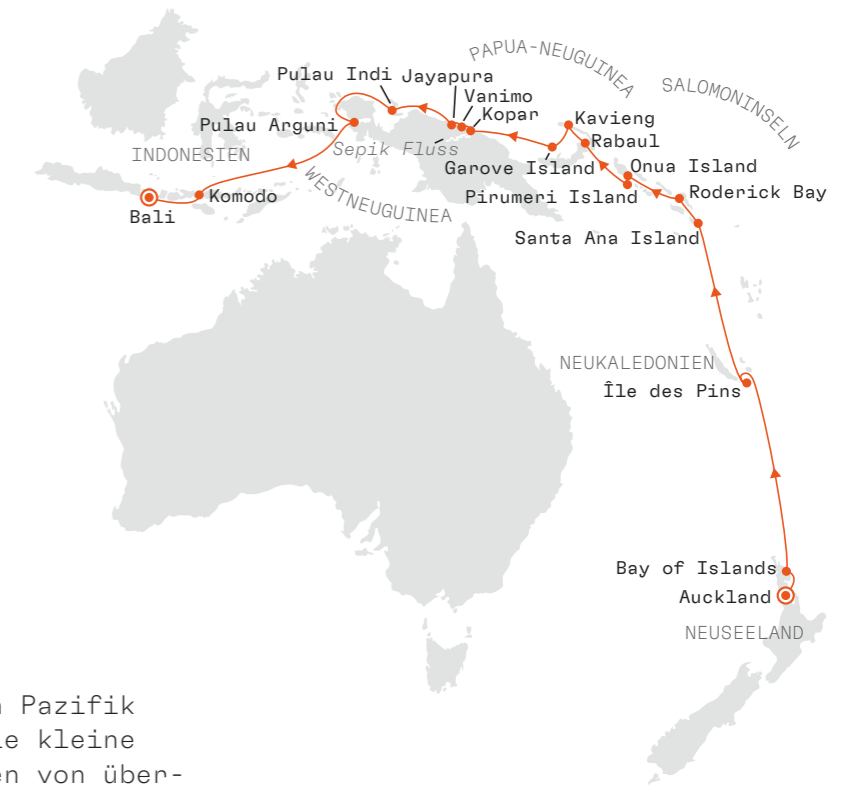 PAPUA-NEUGUINEA
Pulau Indi
Jayapura
SALOMONINSELN
Vanimo
Kopar
Kavieng
Pulau Arguni
Rabaul
Sepik Fluss
INDONESIEN
Garove Island
Onua Island
WESTNEUGUINEA
Pirumeri Island
Roderick Bay
Komodo
Bali
Santa Ana Island
NEUKALEDONIEN
Île des Pins
Bay of Islands
Auckland
NEUSEELAND
Pazifik
kleine
en von über-